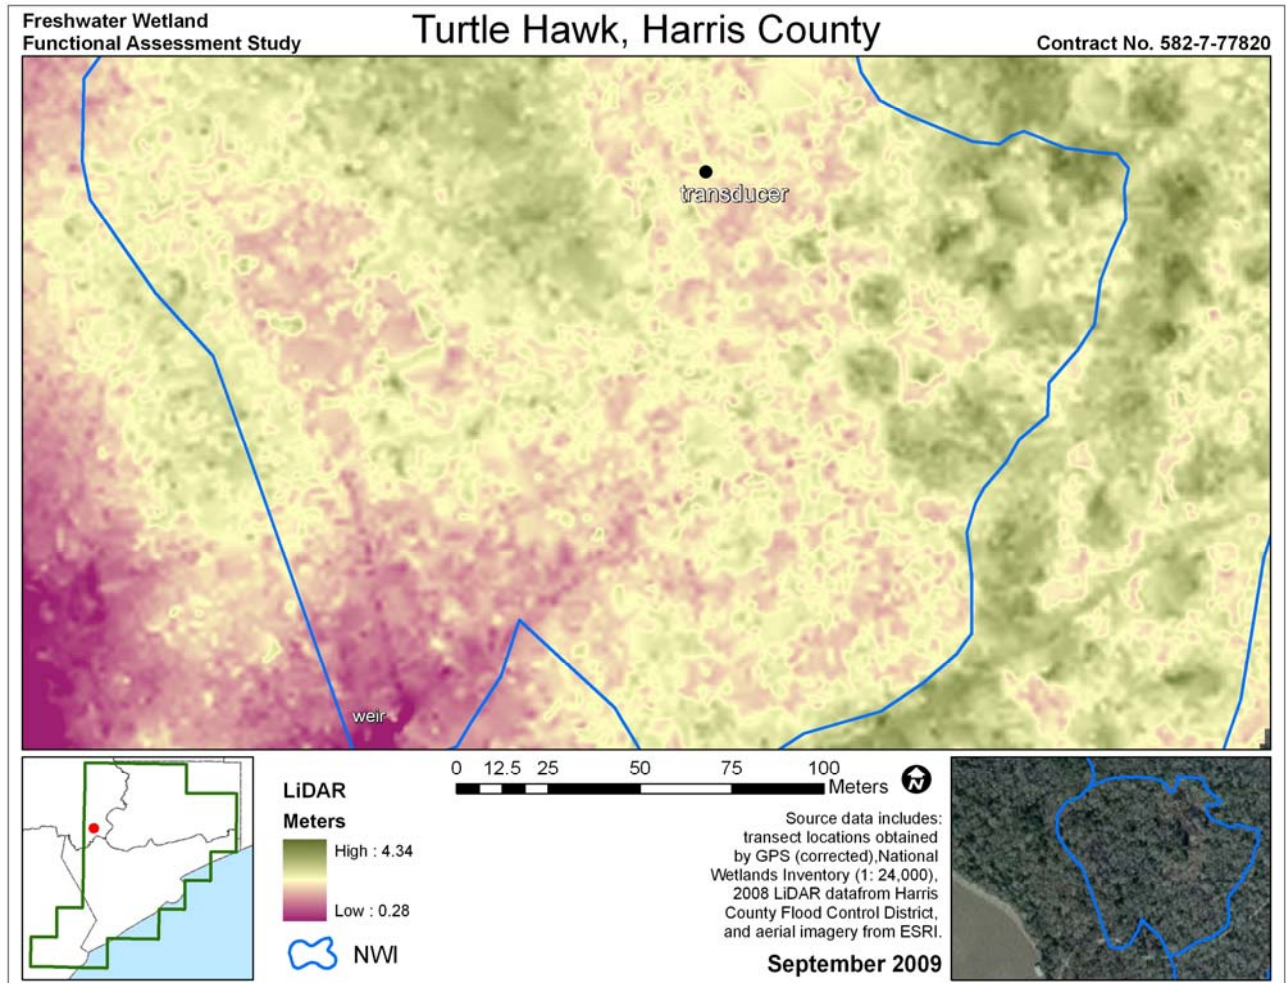 Freshwater Wetland
Functional Assessment Study
Turtle Hawk, Harris County
Contract No. 582-7-77820
transducer
weir
LiDAR
Meters
High : 4.34
Low : 0.28
NWI
0 12.5 25 50 75 100
Meters
N
Source data includes:
transect locations obtained
by GPS (corrected),National
Wetlands Inventory (1: 24,000),
2008 LiDAR datafrom Harris
County Flood Control District,
and aerial imagery from ESRI.
September 2009